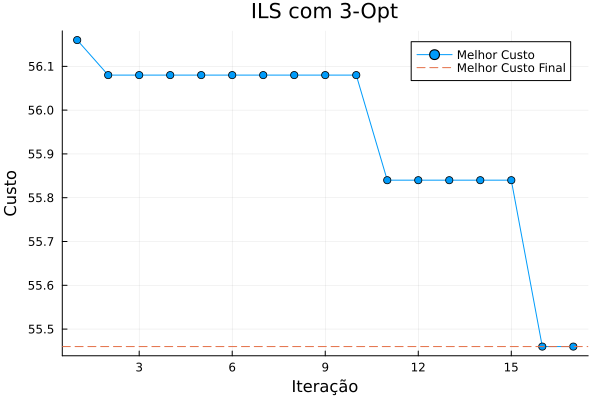 ILS com 3-Opt
Melhor Custo
Melhor Custo Final
56.1
56.0
55.9
55.8
55.7
55.6
55.5
Custo
3 6 9 12 15
Iteração